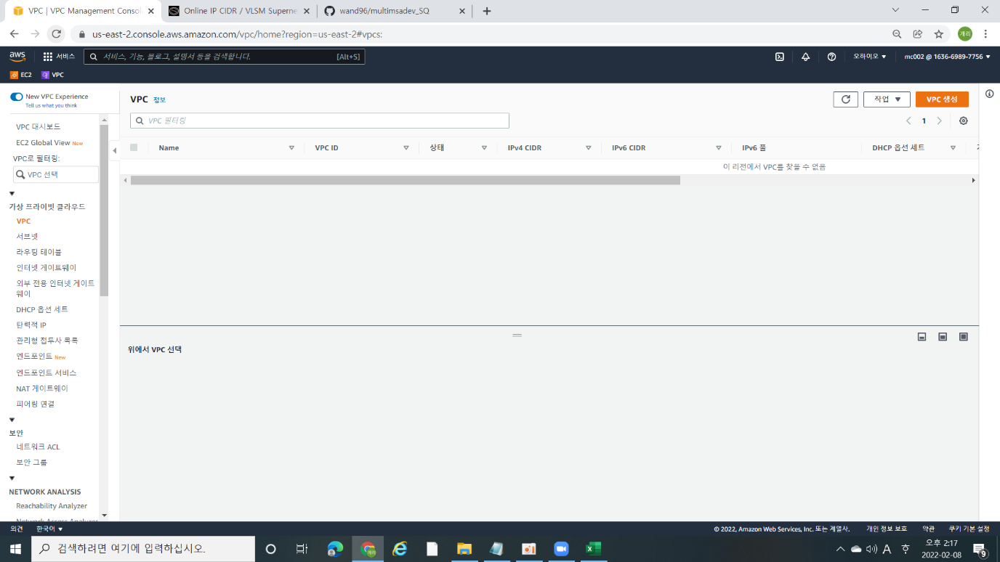 VPC | VPC Management Consol
Online IP CIDR / VLSM Superne
wand96/multimsadev_SQ
us-east-2.console.aws.amazon.com/vpc/home?region=us-east-2#vpcs:
개리
aws
서비스
서비스, 기능, 블로그, 설명서 등을 검색합니다.
[Alt+S]
오하이오
mc002 @ 1636-6989-7756
EC2
VPC
New VPC Experience
Tell us what you think
VPC 대시보드
EC2 Global View New
VPC로 필터링:
VPC 선택
가상 프라이빗 클라우드
VPC
서브넷
라우팅 테이블
인터넷 게이트웨이
외부 전용 인터넷 게이트
웨이
DHCP 옵션 세트
탄력적 IP
관리형 접두사 목록
엔드포인트 New
엔드포인트 서비스
NAT 게이트웨이
피어링 연결
보안
네트워크 ACL
보안 그룹
NETWORK ANALYSIS
Reachability Analyzer
Network Access Analyzer
VPC 정보
작업
VPC 생성
VPC 필터링
1
Name
VPC ID
상태
IPv4 CIDR
IPv6 CIDR
IPv6 풀
DHCP 옵션 세트
이 리전에서 VPC를 찾을 수 없음
위에서 VPC 선택
의견
한국어
© 2022, Amazon Web Services, Inc. 또는 계열사.
개인 정보 보호
약관
쿠키 기본 설정
검색하려면 여기에 입력하십시오.
A
오후 2:17
2022-02-08
9